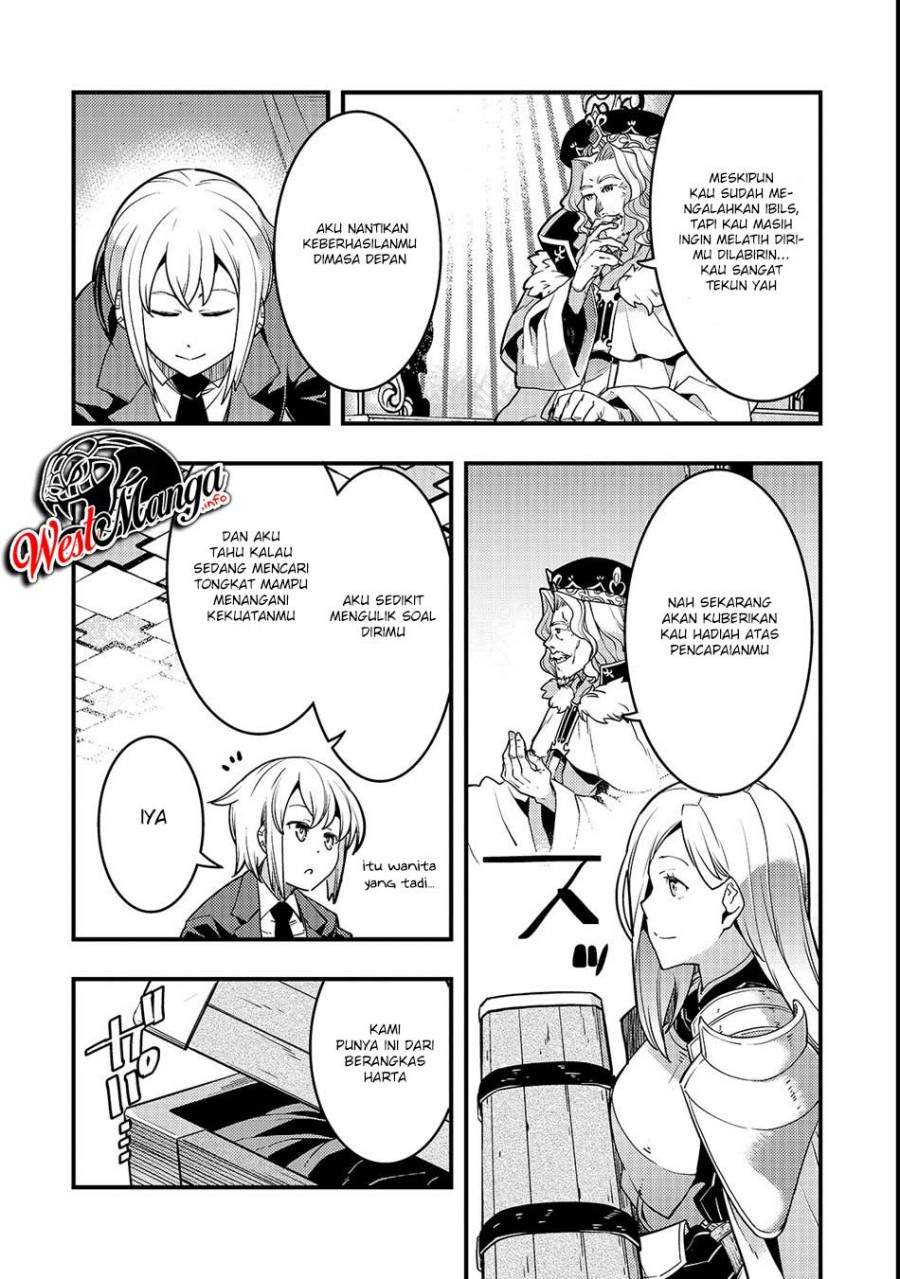 MESKIPUN
KAU SUDAH ME-
NGALAHKAN IBILS,
TAPI KAU MASIH
INGIN MELATIH DIRI-
MU DILABIRIN...
KAU SANGAT
TEKUN YAH
AKU NANTIKAN
KEBERHASILANMU
DIMASA DEPAN
NAH SEKARANG
AKAN KUBERIKAN
KAU HADIAH ATAS
PENCAPAIANMU
スッ
AKU SEDIKIT
MENGULIK SOAL
DIRIMU
DAN AKU
TAHU KALAU
SEDANG MENCARI
TONGKAT MAMPU
MENANGANI
KEKUATANMU
itu wanita
yang tadi...
IYA
WestManga
.info
KAMI
PUNYA INI DARI
BERANGKAS
HARTA